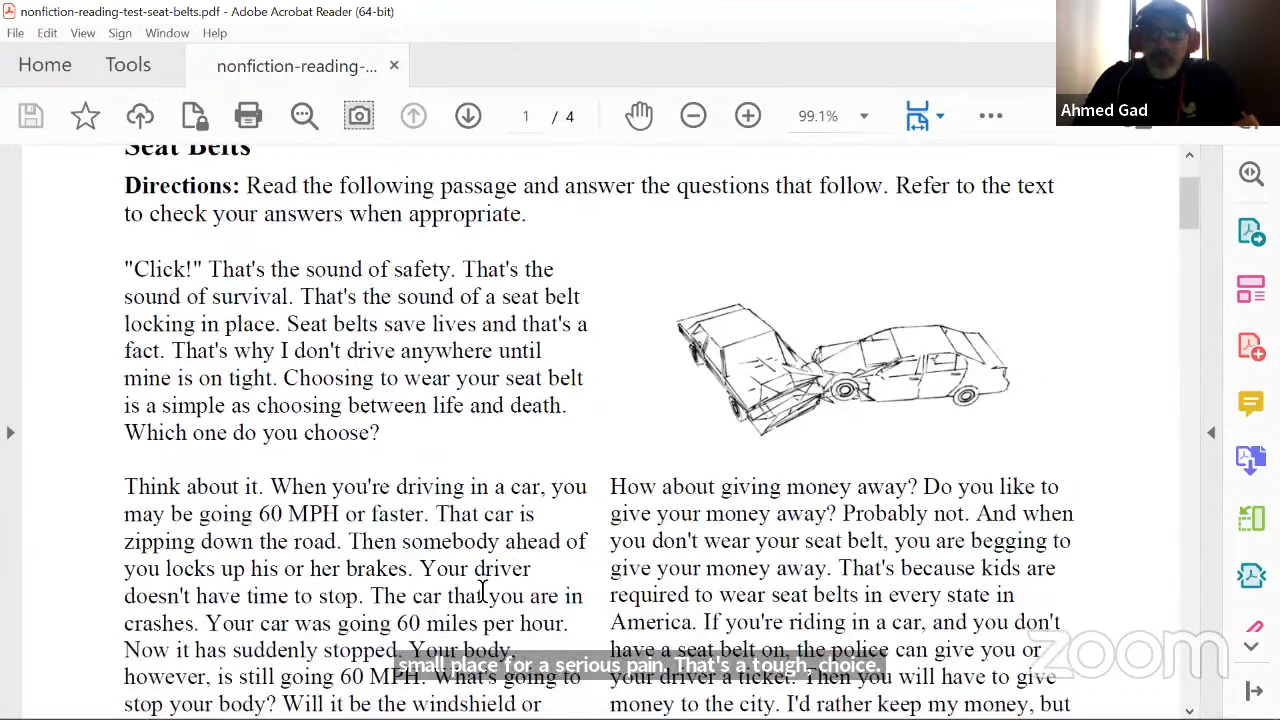 nonfiction-reading-test-seat-belts.pdf - Adobe Acrobat Reader (64-bit)
File Edit View Sign Window Help
Home Tools nonfiction-reading-... ×
1 / 4 99.1%
Ahmed Gad
Seat Belts
Directions: Read the following passage and answer the questions that follow. Refer to the text
to check your answers when appropriate.
"Click!" That's the sound of safety. That's the
sound of survival. That's the sound of a seat belt
locking in place. Seat belts save lives and that's a
fact. That's why I don't drive anywhere until
mine is on tight. Choosing to wear your seat belt
is a simple as choosing between life and death.
Which one do you choose?
Think about it. When you're driving in a car, you
may be going 60 MPH or faster. That car is
zipping down the road. Then somebody ahead of
you locks up his or her brakes. Your driver
doesn't have time to stop. The car that you are in
crashes. Your car was going 60 miles per hour.
Now it has suddenly stopped. Your body,
however, is still going 60 MPH. What's going to
stop your body? Will it be the windshield or
How about giving money away? Do you like to
give your money away? Probably not. And when
you don't wear your seat belt, you are begging to
give your money away. That's because kids are
required to wear seat belts in every state in
America. If you're riding in a car, and you don't
have a seat belt on, the police can give you or
your driver a ticket. Then you will have to give
money to the city. I'd rather keep my money, but
small place for a serious pain. That's a tough, choice.
zoom